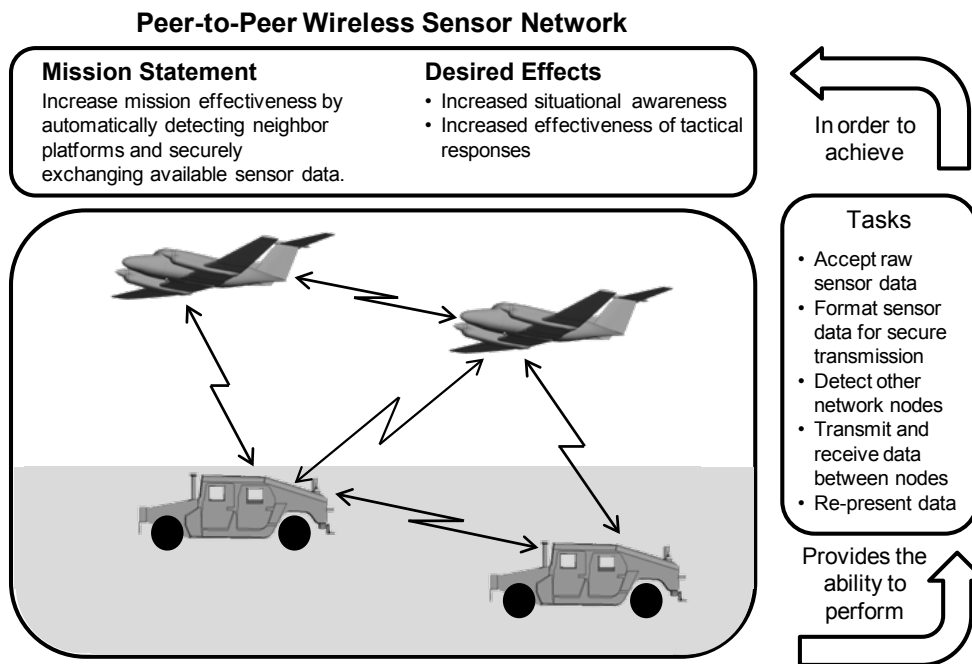 Peer-to-Peer Wireless Sensor Network
Mission Statement
Increase mission effectiveness by
automatically detecting neighbor
platforms and securely
exchanging available sensor data.
Desired Effects
• Increased situational awareness
• Increased effectiveness of tactical
responses
In order to
achieve
Tasks
• Accept raw
sensor data
• Format sensor
data for secure
transmission
• Detect other
network nodes
• Transmit and
receive data
between nodes
• Re-present data
Provides the
ability to
perform